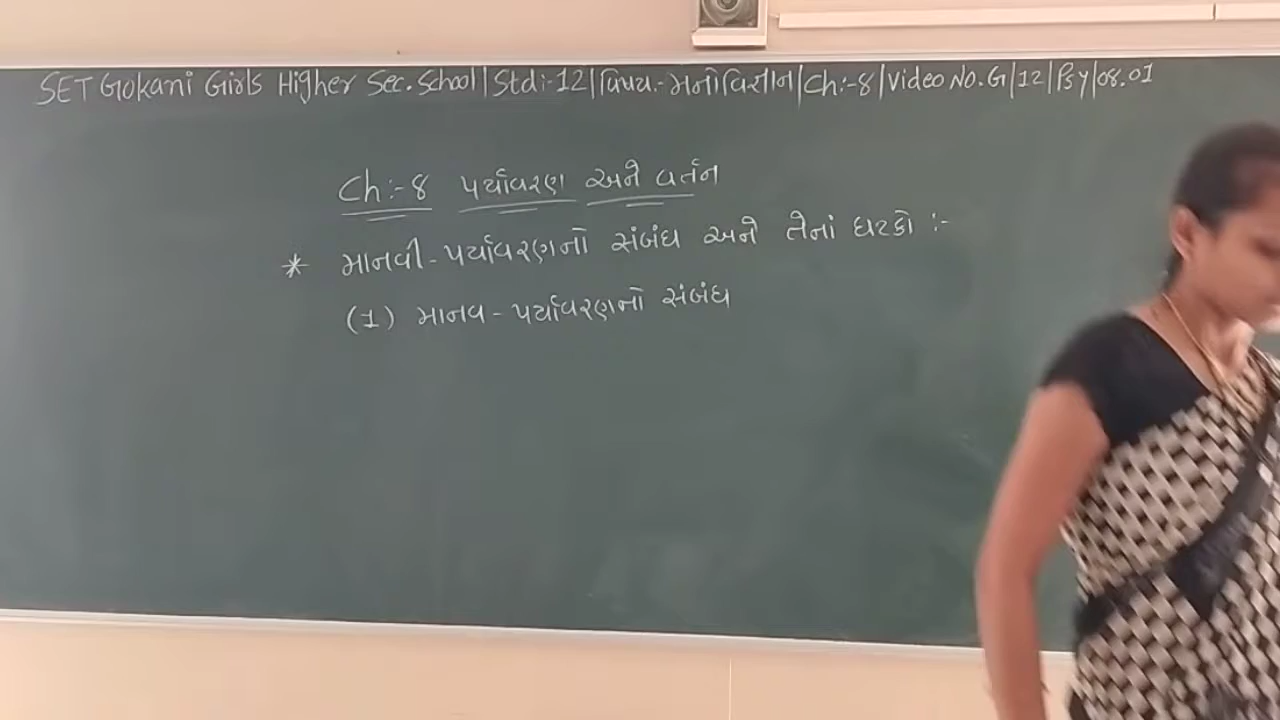 SET Gokani Girls Higher Sec. School | Std:-12 | વિષય:- મનોવિજ્ઞાન | Ch:-8 | Video No. G|12|Psy|08.01
Ch:-8 પર્યાવરણ અને વર્તન
* માનવી - પર્યાવરણનો સંબંધ અને તેનાં ઘટકો :-
(1) માનવ - પર્યાવરણનો સંબંધ